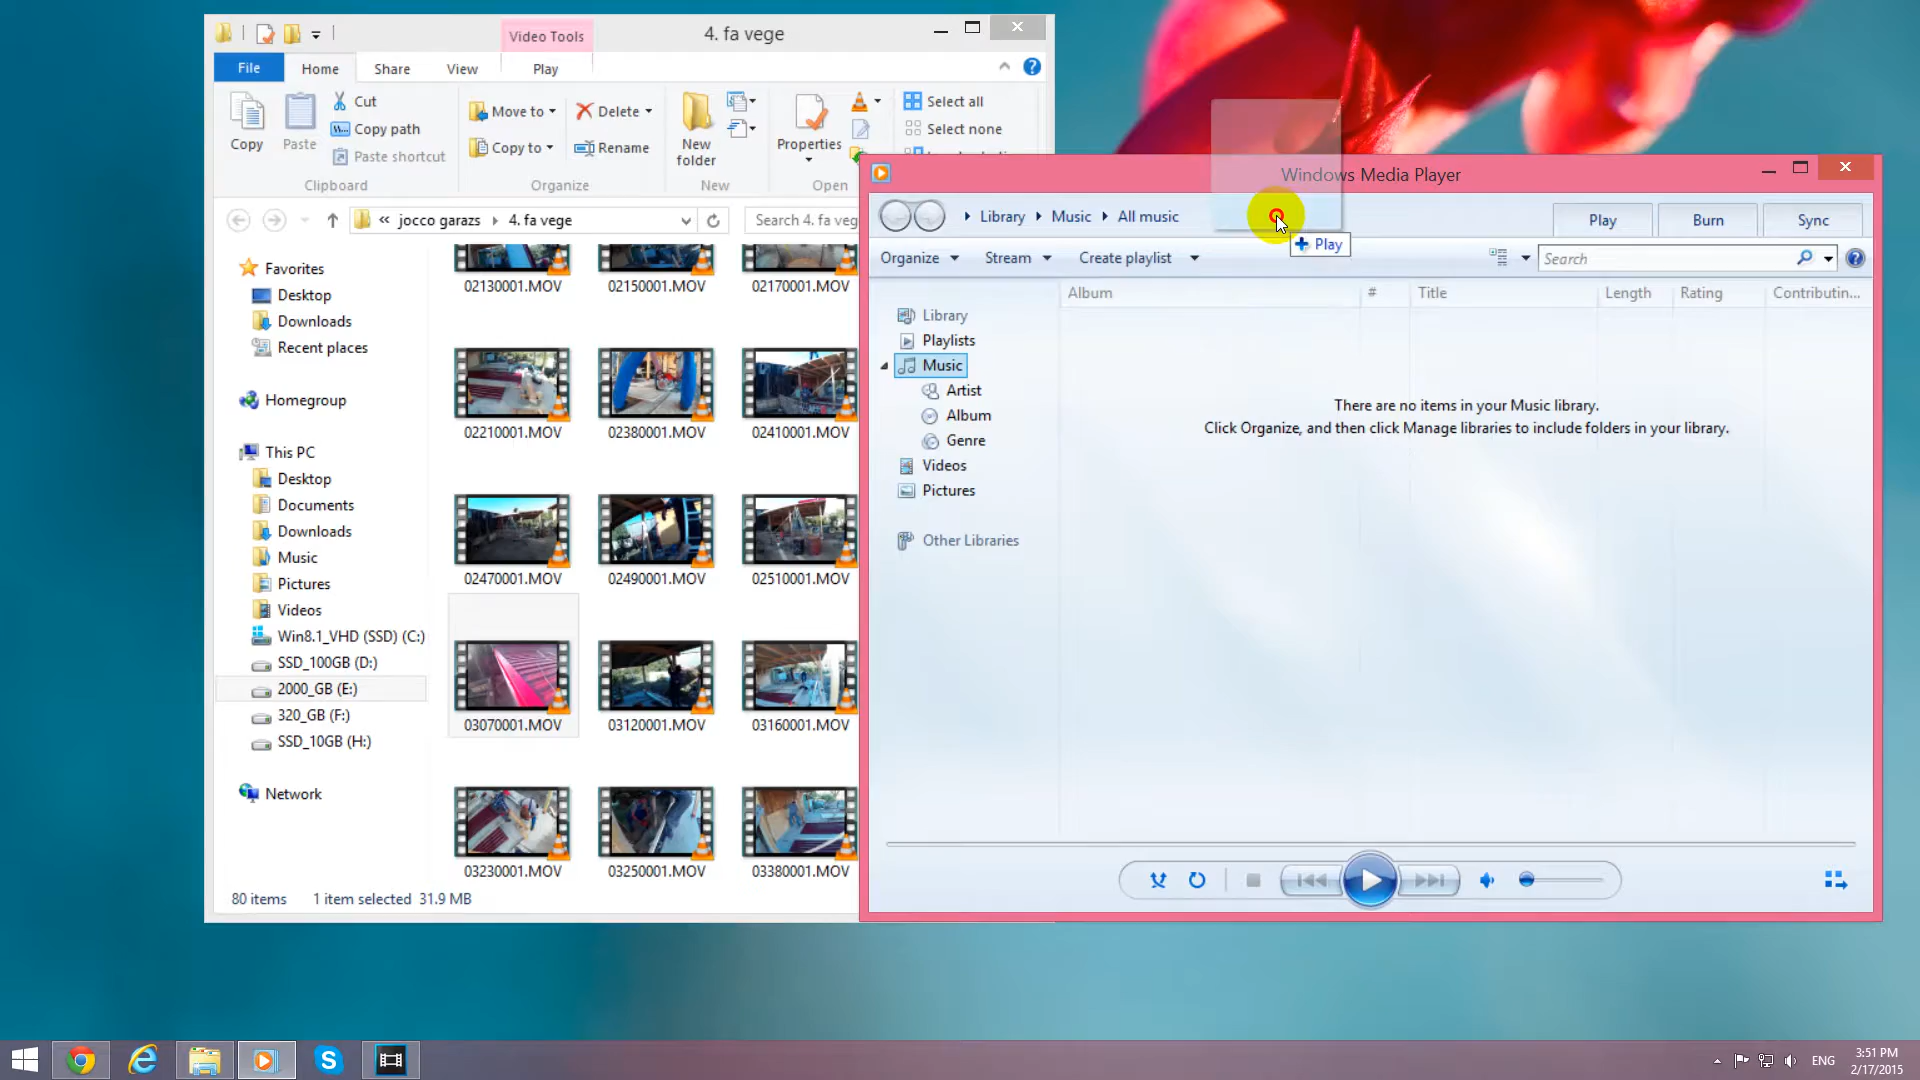 Video Tools
4. fa vege
File
Home
Share
View
Play
Copy
Paste
Cut
Copy path
Paste shortcut
Clipboard
Move to
Copy to
Delete
Rename
Organize
New
folder
New
Properties
Open
Select all
Select none
« jocco garazs 4. fa vege
Search 4. fa veg
Favorites
Desktop
Downloads
Recent places
Homegroup
This PC
Desktop
Documents
Downloads
Music
Pictures
Videos
Win8.1_VHD (SSD) (C:)
SSD_100GB (D:)
2000_GB (E:)
320_GB (F:)
SSD_10GB (H:)
Network
02130001.MOV
02150001.MOV
02170001.MOV
02210001.MOV
02380001.MOV
02410001.MOV
02470001.MOV
02490001.MOV
02510001.MOV
03070001.MOV
03120001.MOV
03160001.MOV
03230001.MOV
03250001.MOV
03380001.MOV
80 items
1 item selected 31.9 MB
Windows Media Player
Library Music All music
Play
Play
Burn
Sync
Organize
Stream
Create playlist
Search
Album
#
Title
Length
Rating
Contributin...
Library
Playlists
Music
Artist
Album
Genre
Videos
Pictures
Other Libraries
There are no items in your Music library.
Click Organize, and then click Manage libraries to include folders in your library.
ENG
3:51 PM
2/17/2015